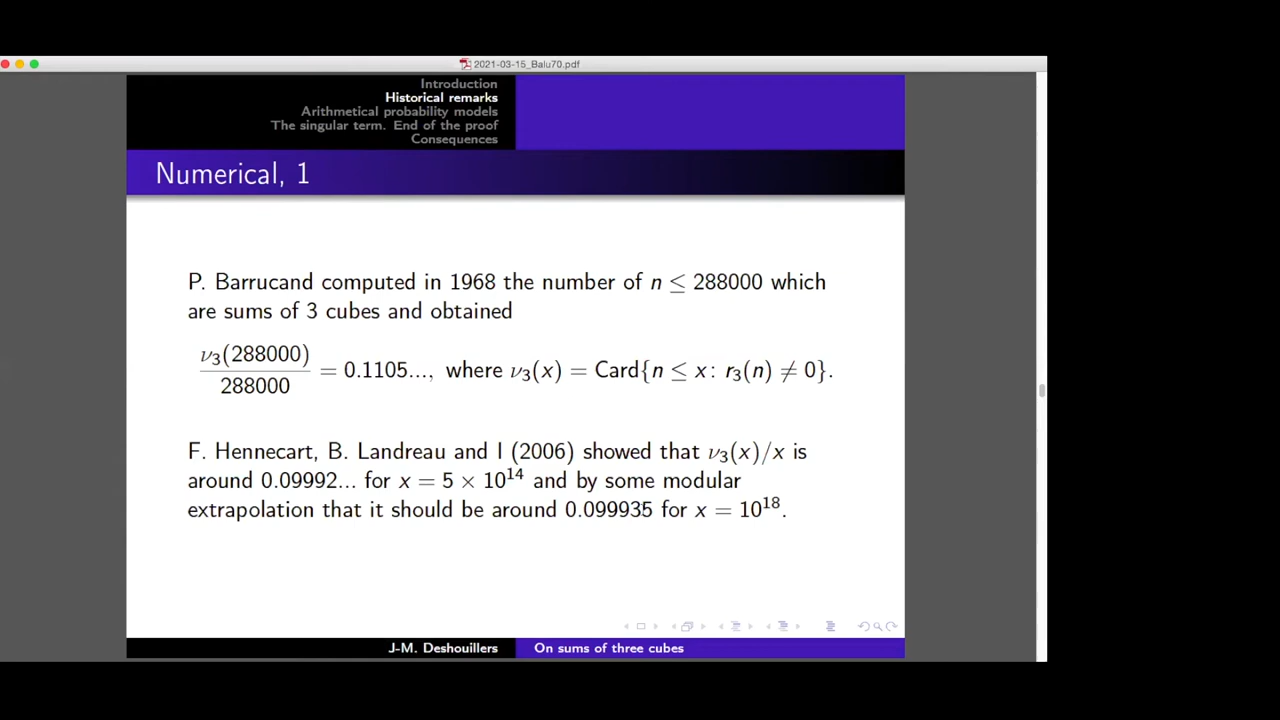 2021-03-15_Balu70.pdf
Introduction
Historical remarks
Arithmetical probability models
The singular term. End of the proof
Consequences
Numerical, 1
P. Barrucand computed in 1968 the number of n ≤ 288000 which
are sums of 3 cubes and obtained
ν₃(288000)/288000 = 0.1105..., where ν₃(x) = Card{n ≤ x: r₃(n) ≠ 0}.
F. Hennecart, B. Landreau and I (2006) showed that ν₃(x)/x is
around 0.09992... for x = 5 × 10¹⁴ and by some modular
extrapolation that it should be around 0.099935 for x = 10¹⁸.
J-M. Deshouillers
On sums of three cubes